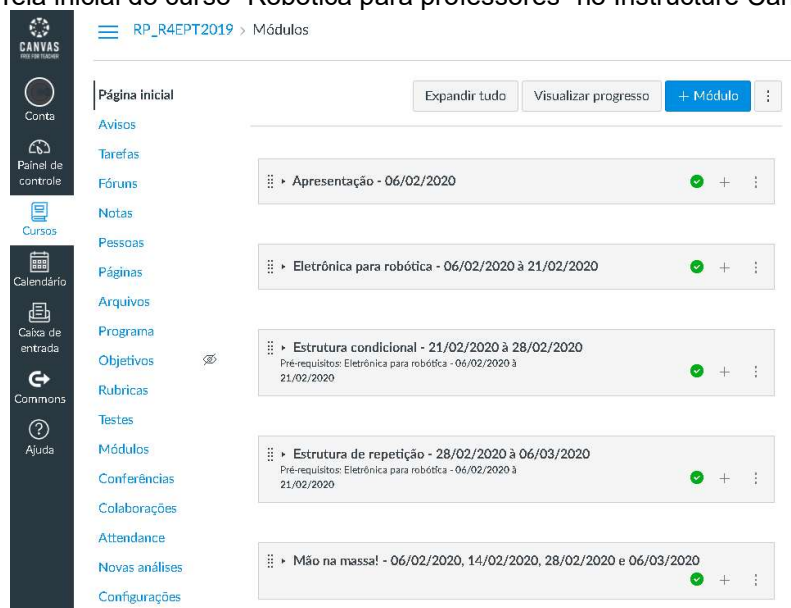 Tela inicial do curso "Robótica para professores" no Instructure
CANVAS
FREE FOR TEACHER
Conta
Painel de
controle
Cursos
Calendário
Caixa de
entrada
Commons
Ajuda
RP_R4EPT2019 > Módulos
Página inicial
Avisos
Tarefas
Fóruns
Notas
Pessoas
Páginas
Arquivos
Programa
Objetivos
Rubricas
Testes
Módulos
Conferências
Colaborações
Attendance
Novas análises
Configurações
Expandir tudo
Visualizar progresso
+ Módulo
Apresentação - 06/02/2020
Eletrônica para robótica - 06/02/2020 à 21/02/2020
Estrutura condicional - 21/02/2020 à 28/02/2020
Pré-requisitos: Eletrônica para robótica - 06/02/2020 à
21/02/2020
Estrutura de repetição - 28/02/2020 à 06/03/2020
Pré-requisitos: Eletrônica para robótica - 06/02/2020 à
21/02/2020
Mão na massa! - 06/02/2020, 14/02/2020, 28/02/2020 e 06/03/2020